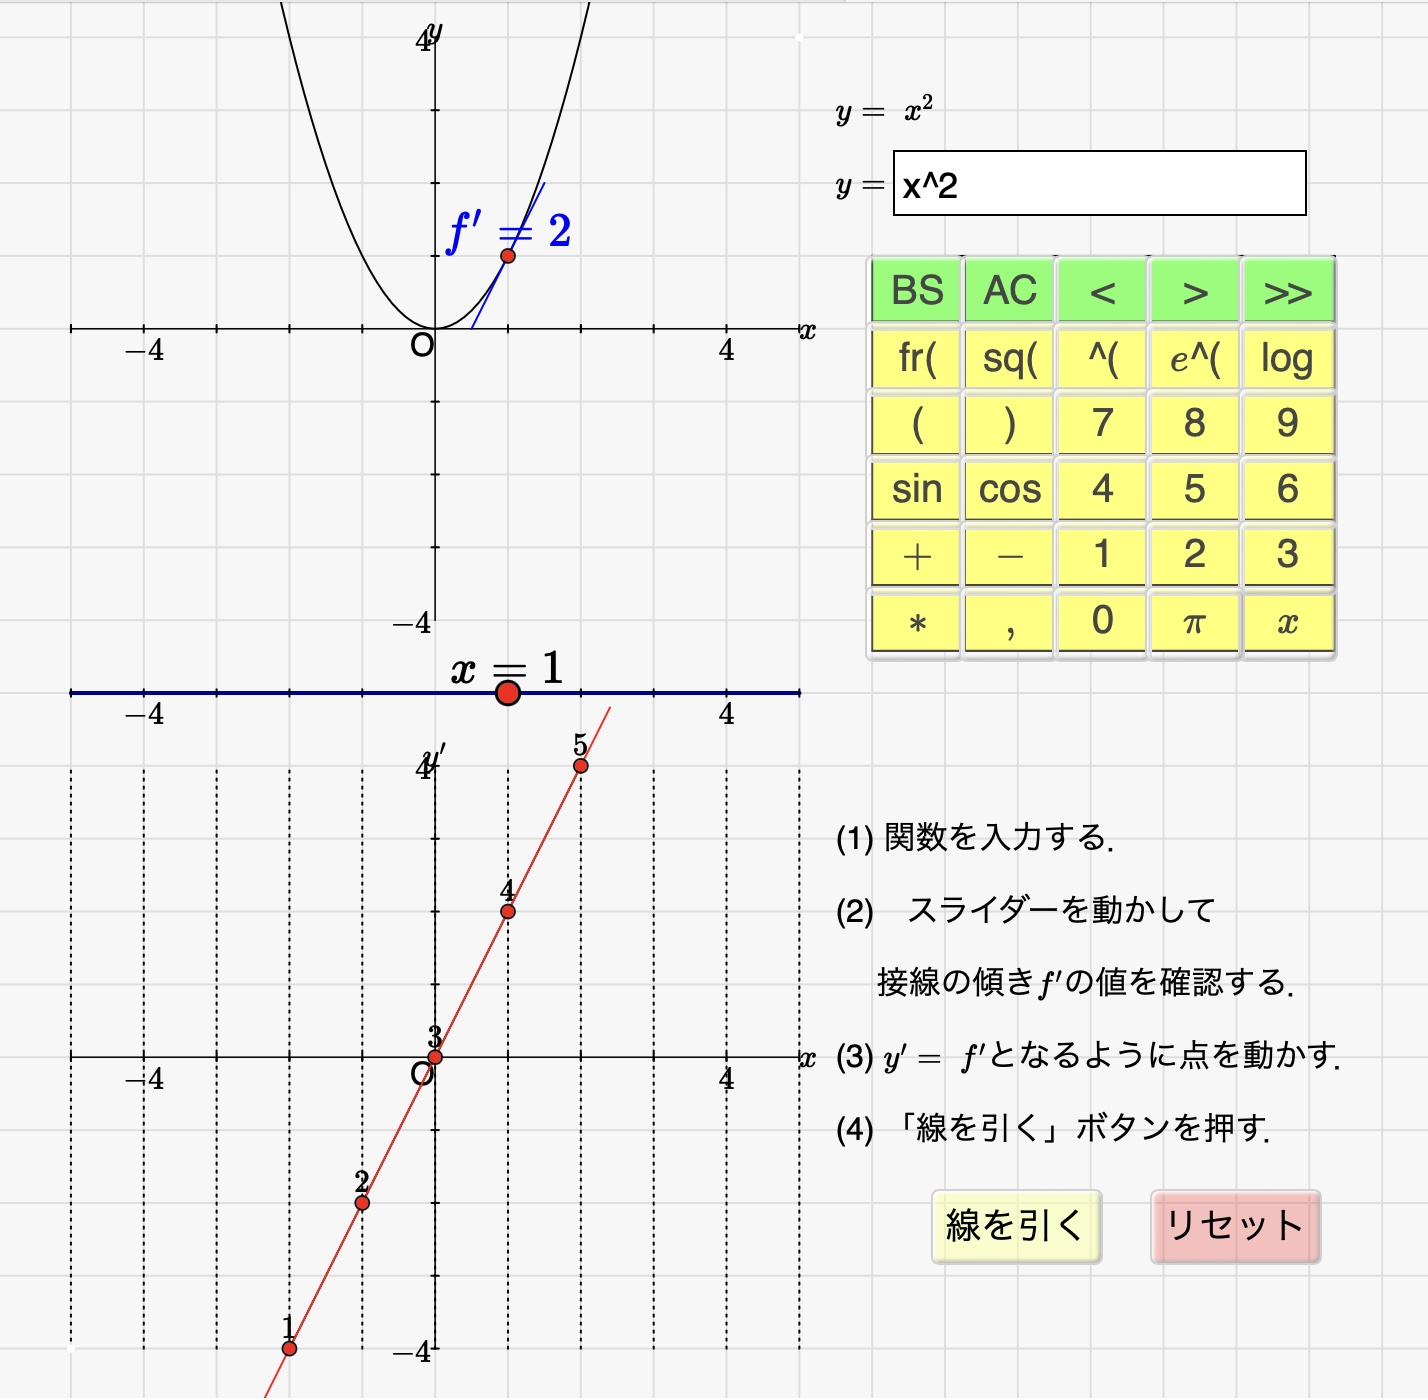 y
4
y = x²
y = x^2
f′ = 2
BS AC < > >>
−4 O 4 x
fr( sq( ^( e^( log
( ) 7 8 9
sin cos 4 5 6
+ − 1 2 3
* , 0 π x
−4
x = 1
−4 4
y′
4
5
4
3
−4 O 4 x
2
1
−4
(1) 関数を入力する.
(2) スライダーを動かして
接線の傾きf′の値を確認する.
(3) y′ = f′となるように点を動かす.
(4) 「線を引く」ボタンを押す.
線を引く リセット